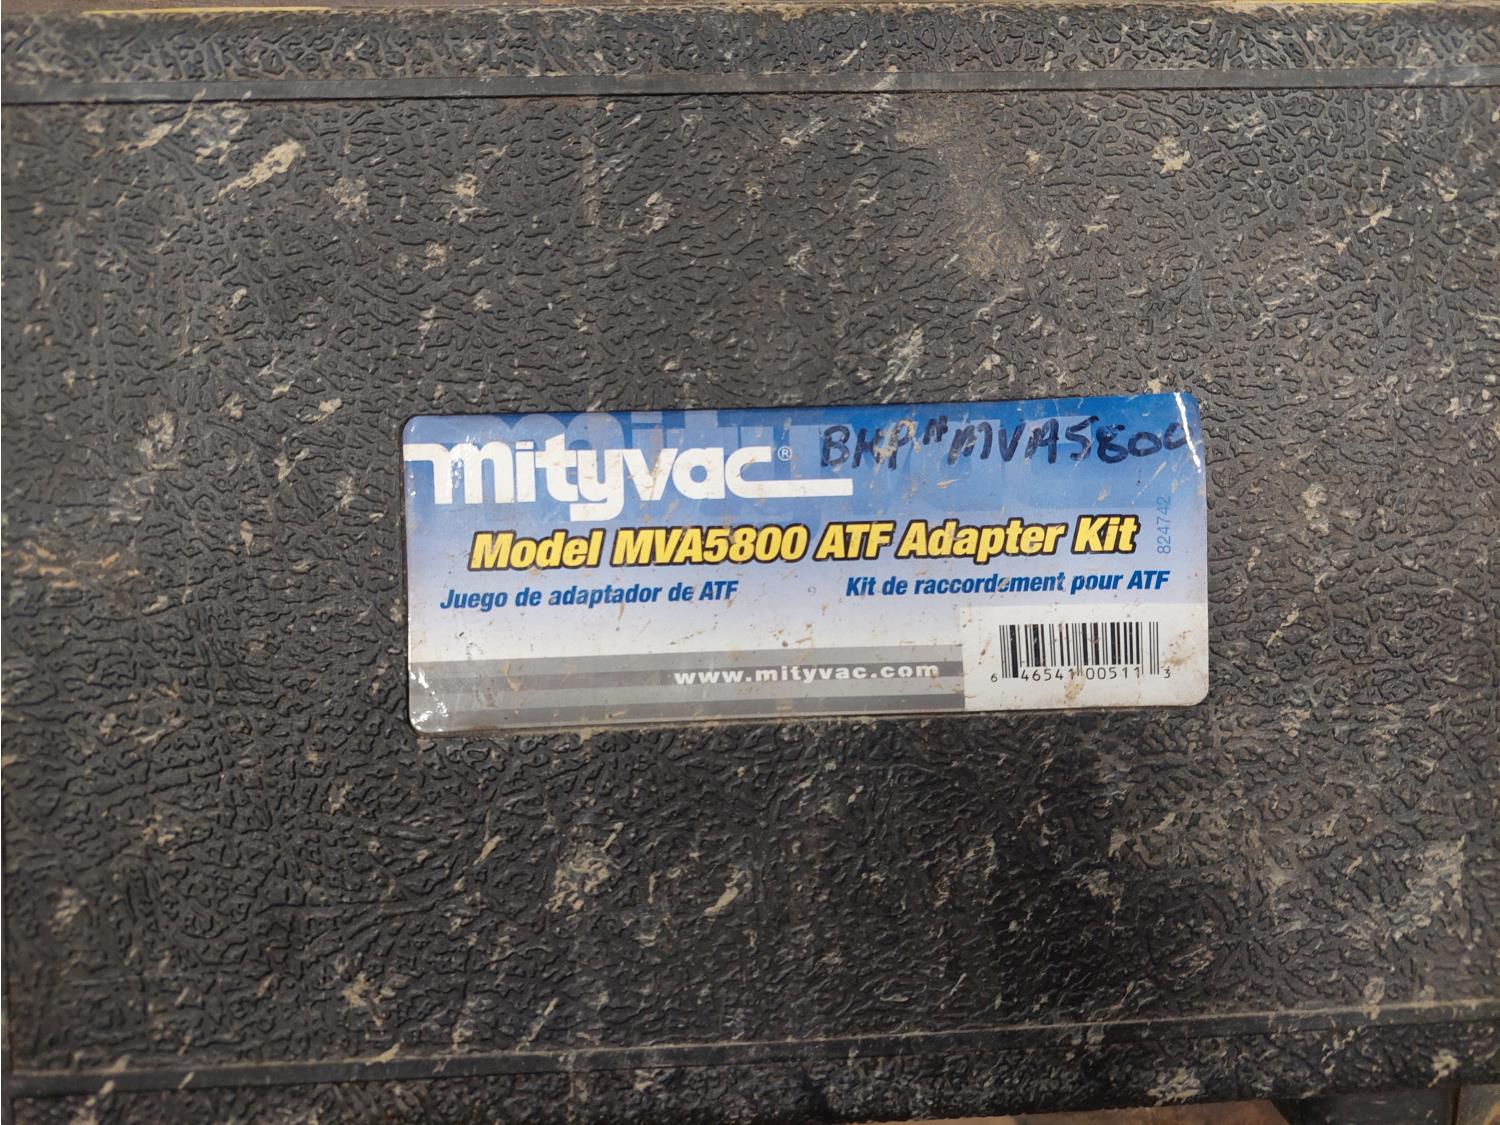 mityvac®
BHP# MVA5800
Model MVA5800 ATF Adapter Kit
824742
Juego de adaptador de ATF
Kit de raccordement pour ATF
www.mityvac.com
6 46541 00511 3